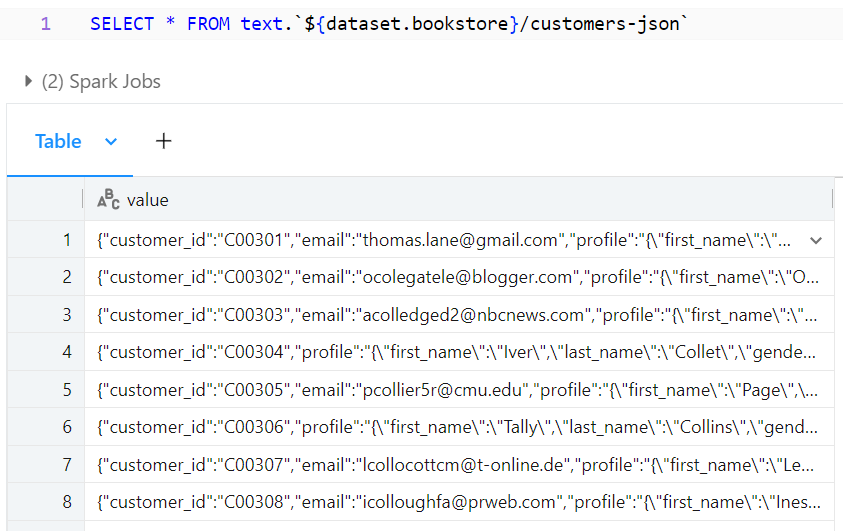 1 SELECT * FROM text.`${dataset.bookstore}/customers-json`
(2) Spark Jobs
Table +
ABC value
1 {"customer_id":"C00301","email":"thomas.lane@gmail.com","profile":"{\"first_name\":\"...
2 {"customer_id":"C00302","email":"ocolegatele@blogger.com","profile":"{\"first_name\":\"O...
3 {"customer_id":"C00303","email":"acolledged2@nbcnews.com","profile":"{\"first_name\":\"...
4 {"customer_id":"C00304","profile":"{\"first_name\":\"Iver\",\"last_name\":\"Collet\",\"gende...
5 {"customer_id":"C00305","email":"pcollier5r@cmu.edu","profile":"{\"first_name\":\"Page\",\...
6 {"customer_id":"C00306","profile":"{\"first_name\":\"Tally\",\"last_name\":\"Collins\",\"gend...
7 {"customer_id":"C00307","email":"lcollocottcm@t-online.de","profile":"{\"first_name\":\"Le...
8 {"customer_id":"C00308","email":"icolloughfa@prweb.com","profile":"{\"first_name\":\"Ines...